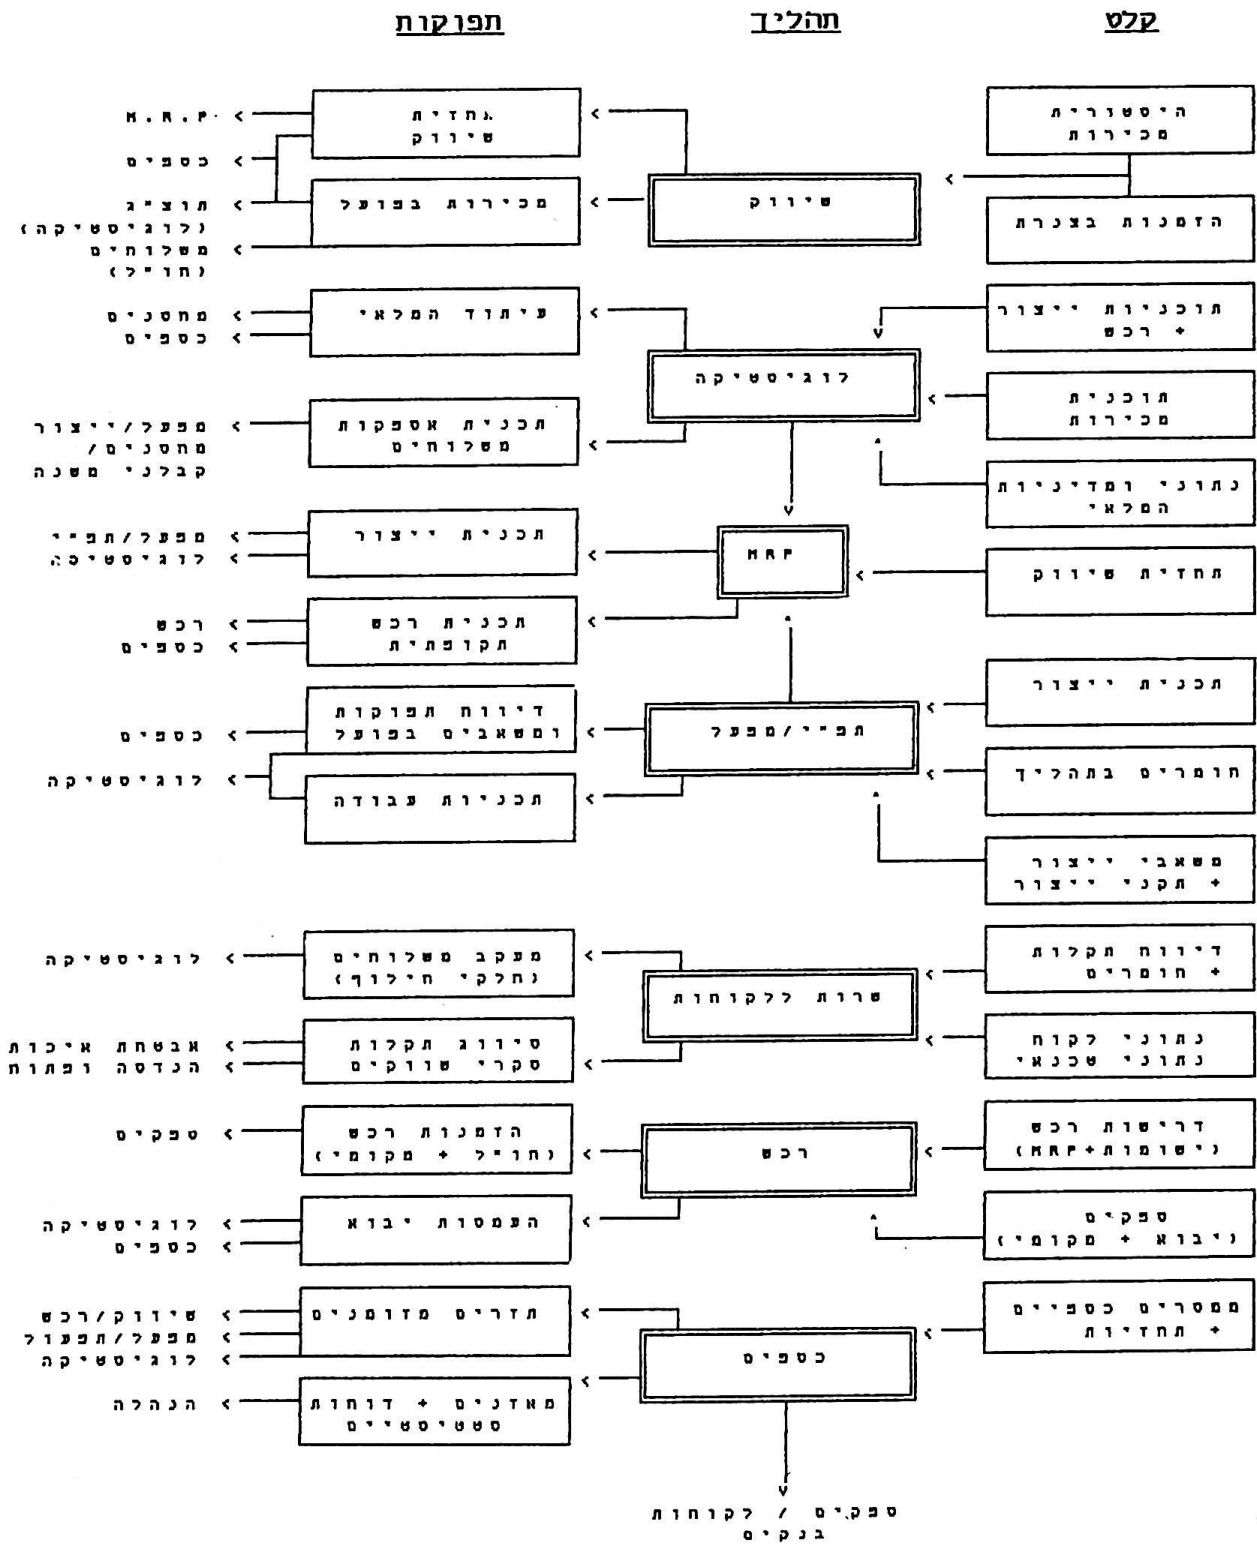 קלט
תהליך
תפוקות
היסטורית
מכירות
הזמנות בצנרת
שיווק
תחזית
שיווק
מכירות בפועל
M.R.P.
כספים
תוצ"ג
(לוגיסטיקה)
משלוחים
(חו"ל)
תוכניות ייצור
+ רכש
תוכנית
מכירות
נתוני ומדיניות
המלאי
לוגיסטיקה
עיתוד המלאי
תכנית אספקות
משלוחים
מחסנים
כספים
מפעל/ייצור
מחסנים/
קבלני משנה
תחזית שיווק
MRP
תכנית ייצור
תכנית רכש
תקופתית
מפעל/תפ"י
לוגיסטיכה
רכש
כספים
תכנית ייצור
חומרים בתהליך
משאבי ייצור
+ תקני ייצור
תפ"י/מפעל
דיווח תפוקות
ומשאבים בפועל
תכניות עבודה
כספים
לוגיסטיקה
דיווח תקלות
+ חומרים
נתוני לקוח
נתוני טכנאי
שרות ללקוחות
מעקב משלוחים
(חלקי חילוף)
סיווג תקלות
סקרי שווקים
לוגיסטיקה
אבטחת איכות
הנדסה ופתוח
דרישות רכש
(ישומות+MRP)
ספקים
(יבוא + מקומי)
רכש
הזמנות רכש
(חו"ל + מקומי)
העמסות יבוא
ספקים
לוגיסטיקה
כספים
ממסרים כספיים
+ תחזיות
כספים
תזרים מזומנים
מאזנים + דוחות
סטטיסטיים
שיווק/רכש
מפעל/תפעול
לוגיסטיקה
הנהלה
ספקים / לקוחות
בנקים